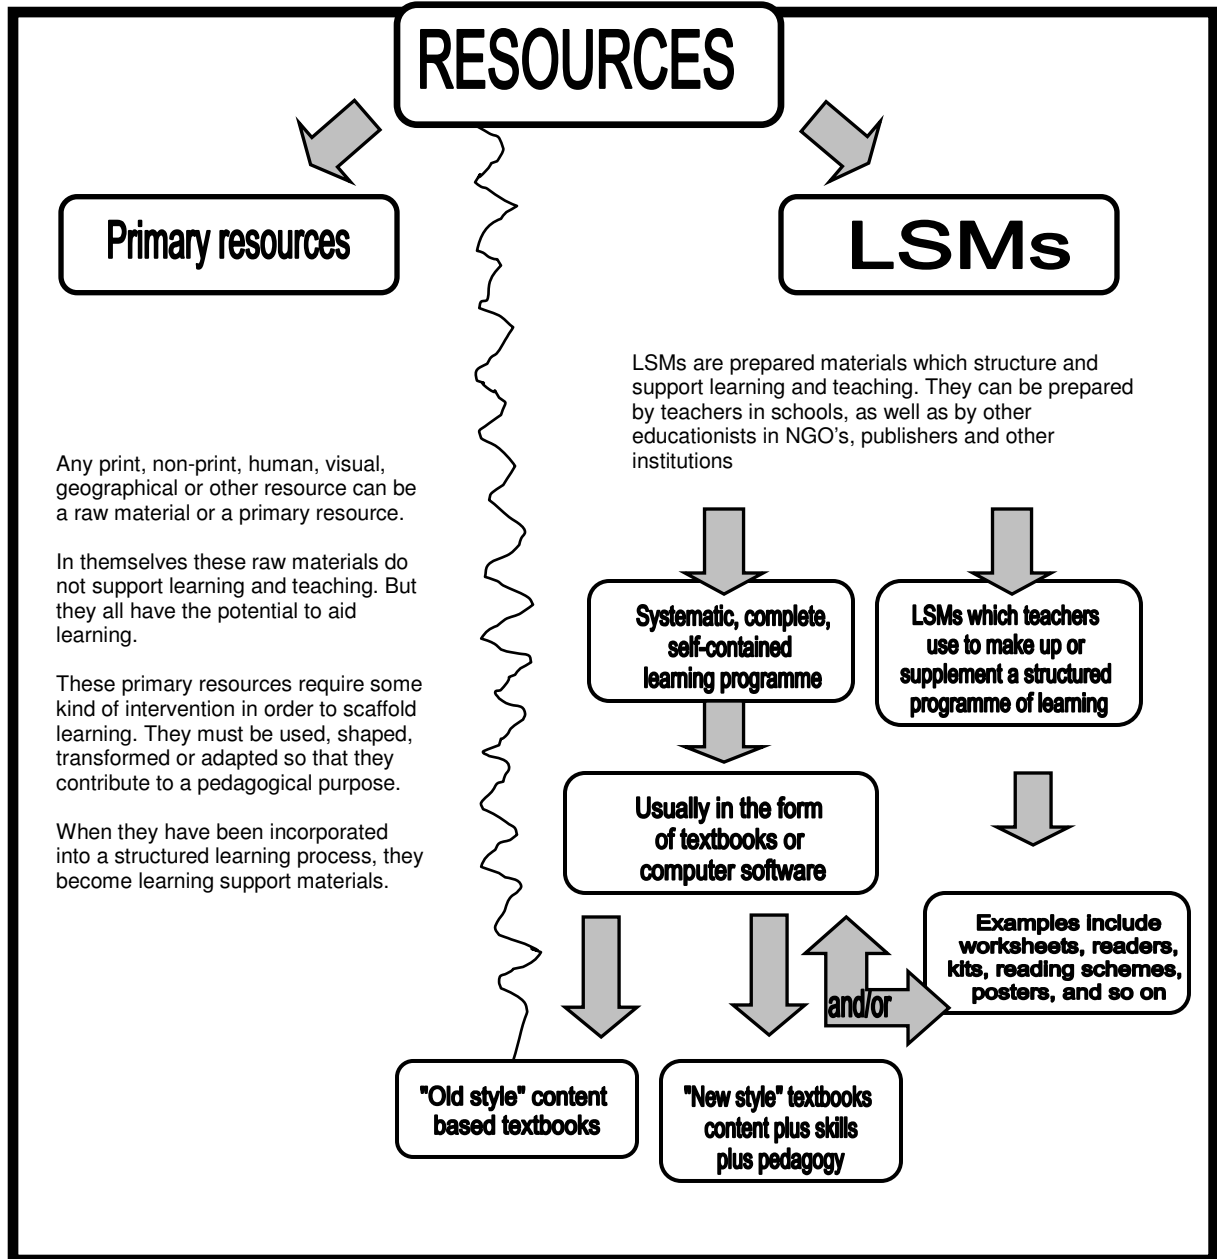 RESOURCES
Primary resources
Any print, non-print, human, visual,
geographical or other resource can be
a raw material or a primary resource.
In themselves these raw materials do
not support learning and teaching. But
they all have the potential to aid
learning.
These primary resources require some
kind of intervention in order to scaffold
learning. They must be used, shaped,
transformed or adapted so that they
contribute to a pedagogical purpose.
When they have been incorporated
into a structured learning process, they
become learning support materials.
LSMs
LSMs are prepared materials which structure and
support learning and teaching. They can be prepared
by teachers in schools, as well as by other
educationists in NGO's, publishers and other
institutions
Systematic, complete,
self-contained
learning programme
LSMs which teachers
use to make up or
supplement a structured
programme of learning
Usually in the form
of textbooks or
computer software
Examples include
worksheets, readers,
kits, reading schemes,
posters, and so on
and/or
"Old style" content
based textbooks
"New style" textbooks
content plus skills
plus pedagogy